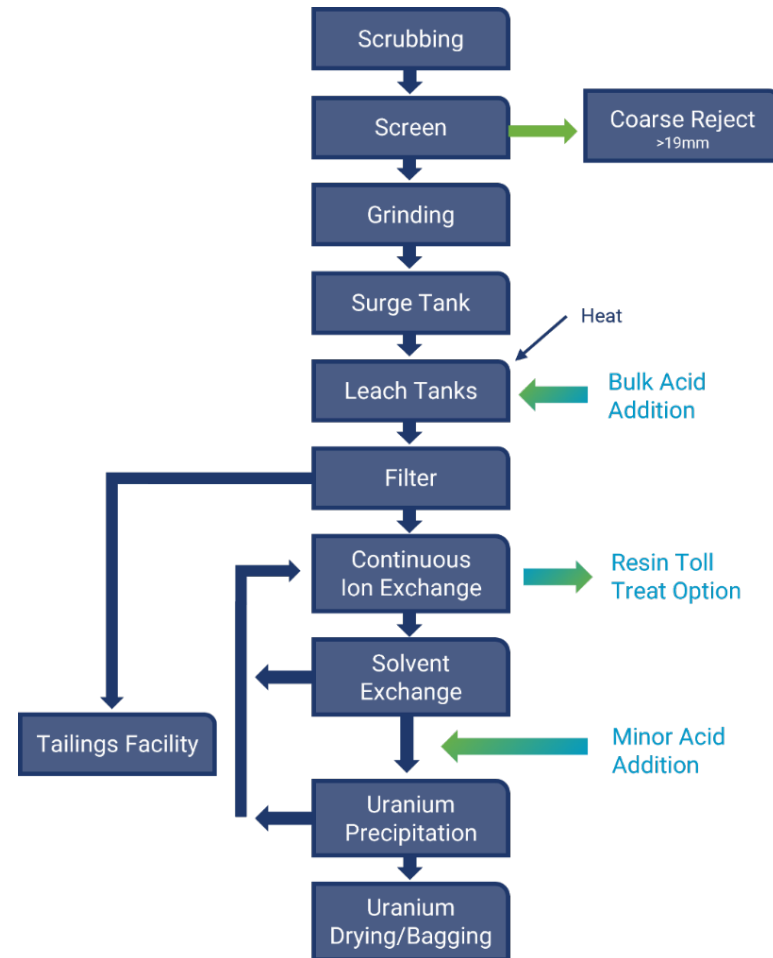 Scrubbing
Screen
Coarse Reject
>19mm
Grinding
Surge Tank
Heat
Leach Tanks
Bulk Acid
Addition
Filter
Continuous
Ion Exchange
Resin Toll
Treat Option
Solvent
Exchange
Tailings Facility
Minor Acid
Addition
Uranium
Precipitation
Uranium
Drying/Bagging